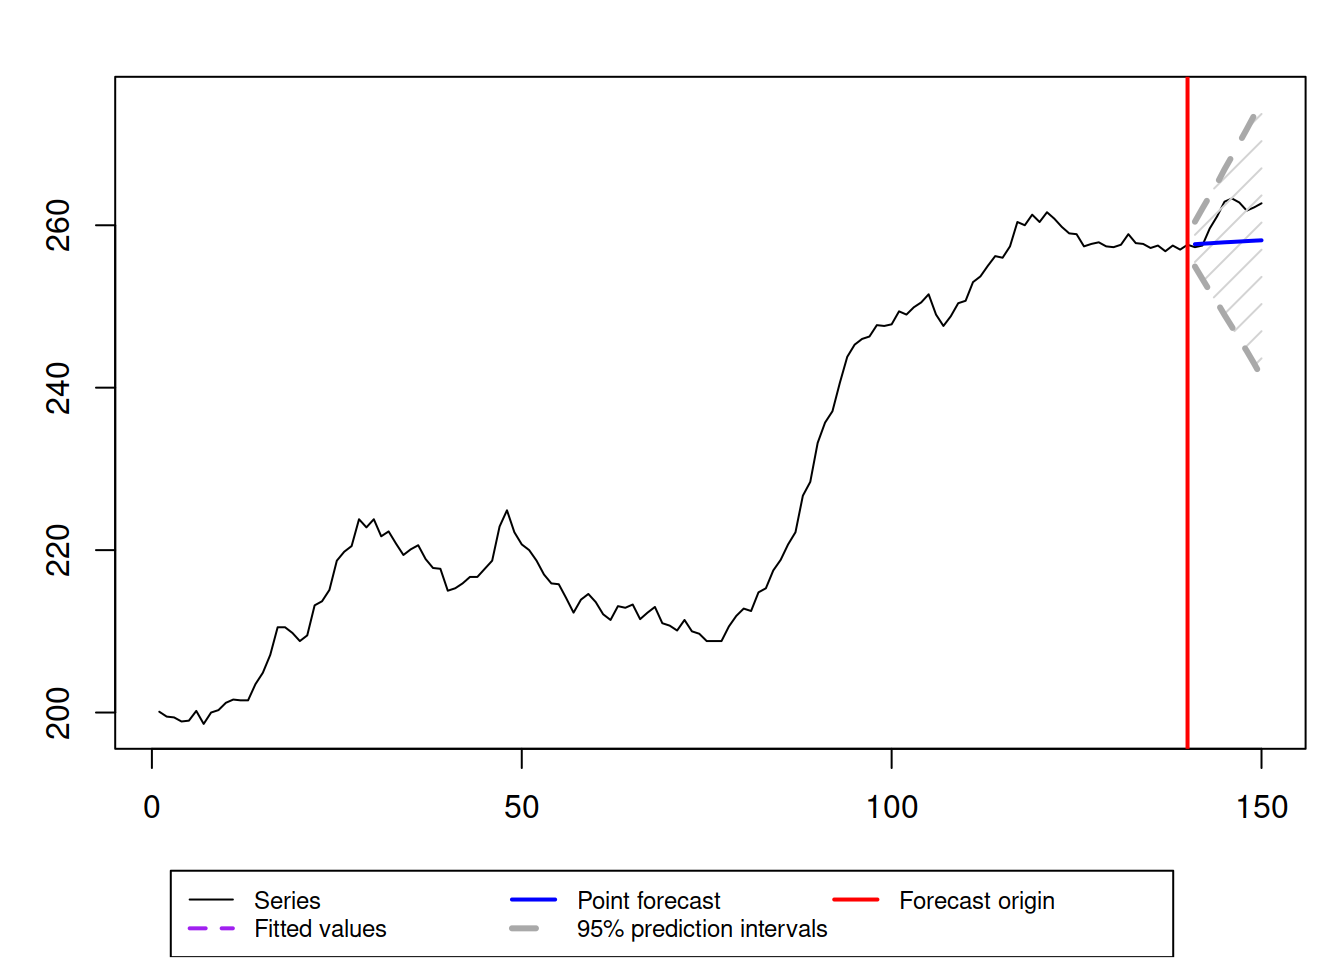 260
240
220
200
0 50 100 150
Series Point forecast Forecast origin
Fitted values 95% prediction intervals